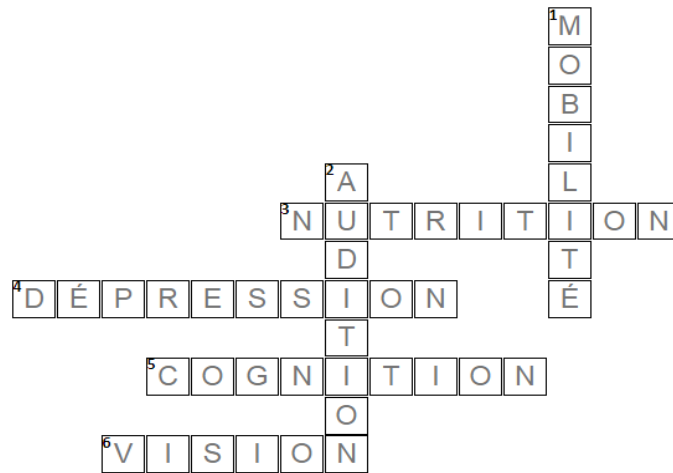 1 MOBILITÉ
2 AUDITION
3 NUTRITION
4 DÉPRESSION
5 COGNITION
6 VISION